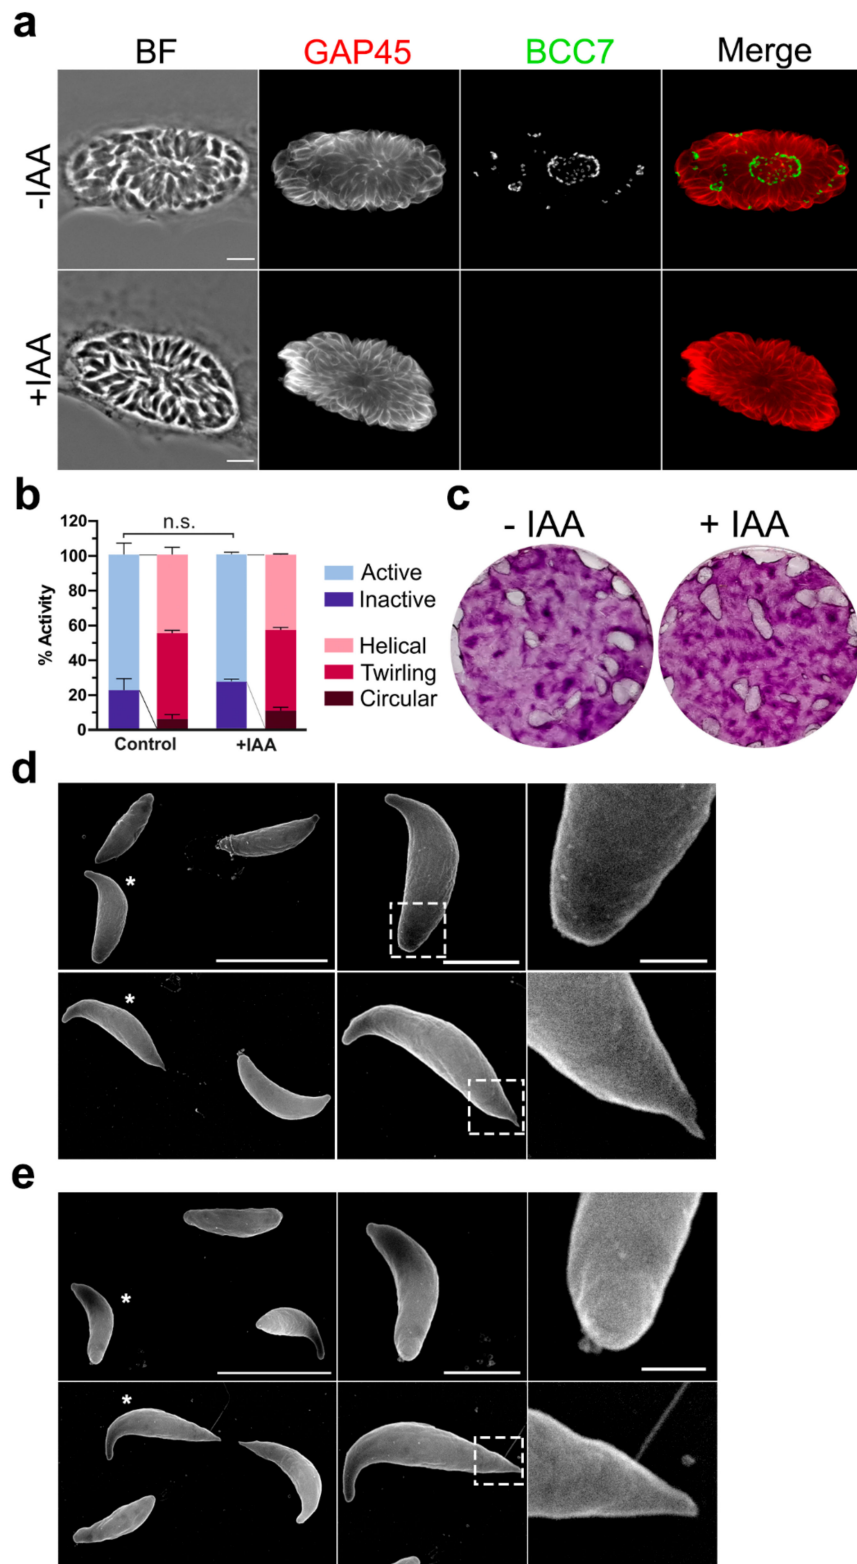 a
BF GAP45 BCC7 Merge
-IAA
+IAA
b
n.s.
120
100
80
60
40
20
0
% Activity
Control +IAA
Active
Inactive
Helical
Twirling
Circular
c
- IAA + IAA
d
*
*
e
*
*